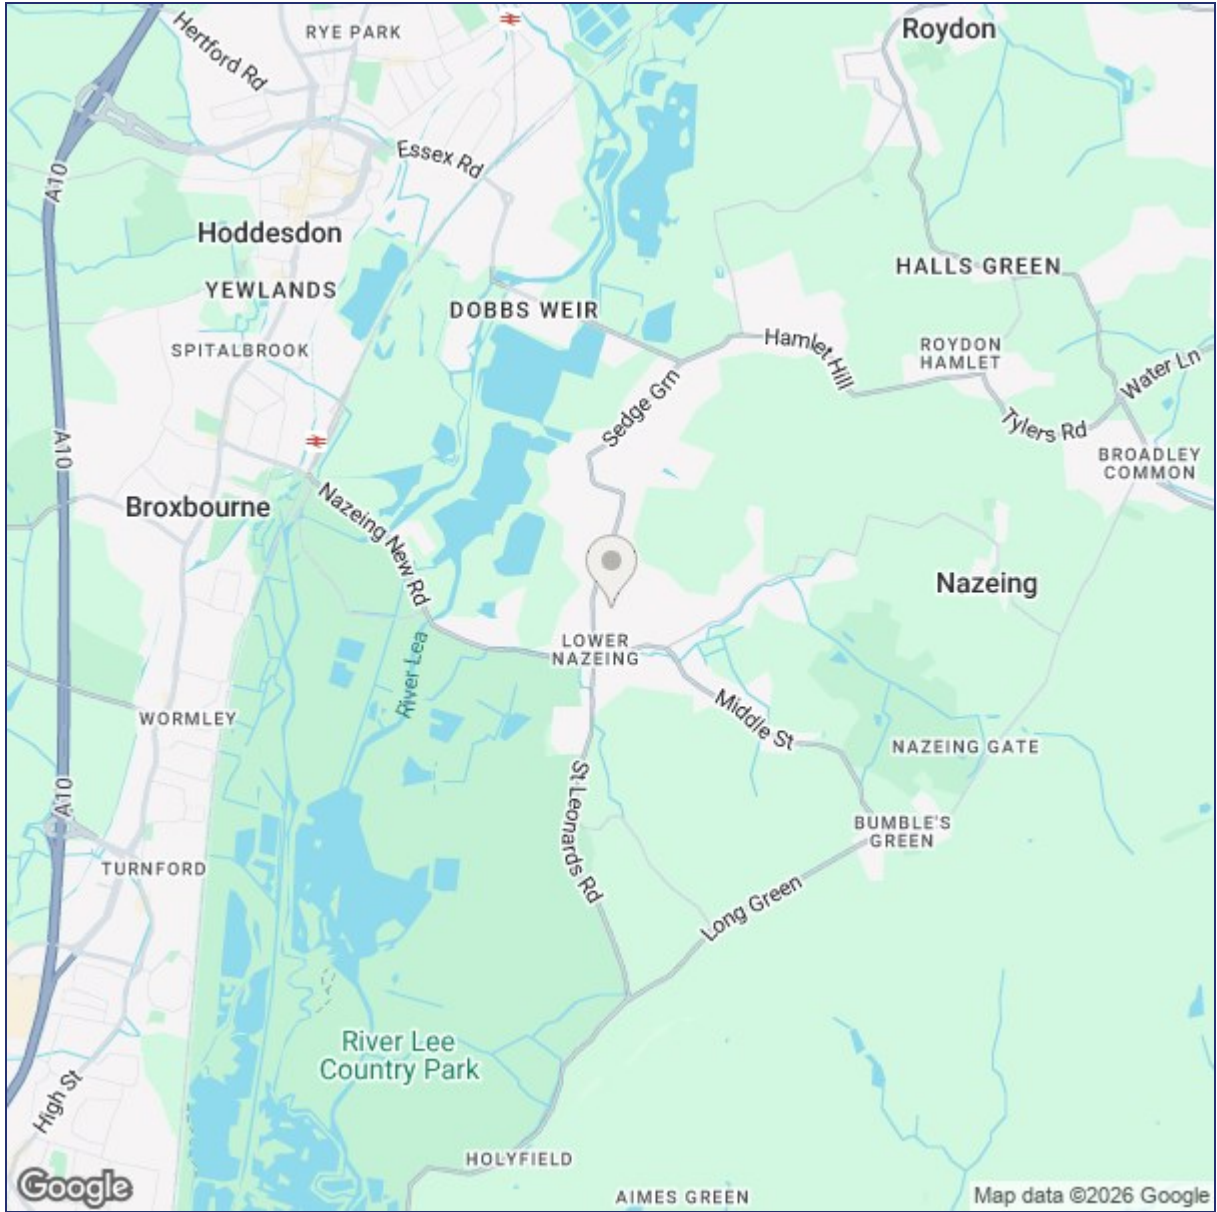 Hertford Rd
RYE PARK
Roydon
A10
Essex Rd
Hoddesdon
YEWLANDS
HALLS GREEN
DOBBS WEIR
SPITALBROOK
Hamlet Hill
ROYDON
HAMLET
Water Ln
Sedge Grn
Tylers Rd
A10
BROADLEY
COMMON
Broxbourne
Nazeing New Rd
Nazeing
LOWER
NAZEING
River Lea
Middle St
WORMLEY
NAZEING GATE
A10
St Leonards Rd
BUMBLE'S
GREEN
TURNFORD
Long Green
River Lee
Country Park
High St
HOLYFIELD
AIMES GREEN
Google
Map data ©2026 Google